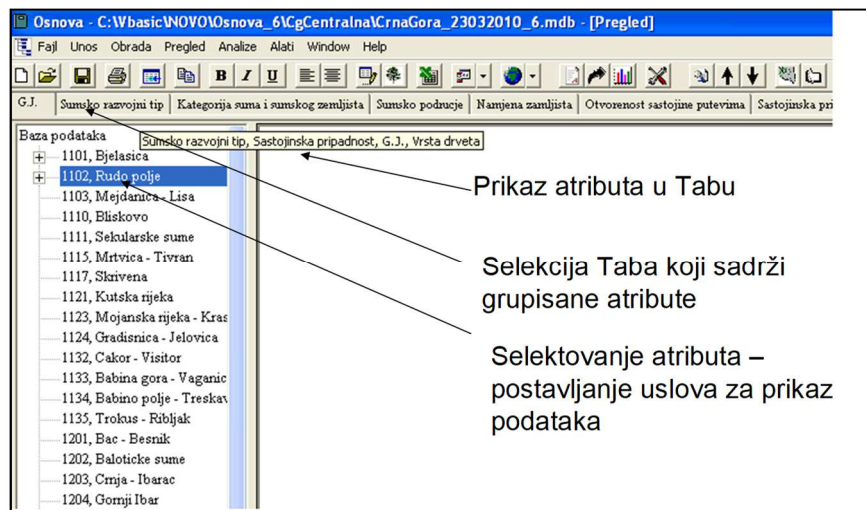 Osnova - C:\Vbasic\NOVO\Osnova_6\CgCentralna\CrnaGora_23032010_6.mdb - [Pregled]
Fajl Unos Obrada Pregled Analize Alati Window Help
B I U
G.J. Sumsko razvojni tip Kategorija suma i sumskog zemljista Sumsko podrucje Namjena zamljista Otvorenost sastojine putevima Sastojinska pri
Baza podataka
Sumsko razvojni tip, Sastojinska pripadnost, G.J., Vrsta drveta
1101, Bjelasica
1102, Rudo polje
1103, Mejdanica - Lisa
1110, Bliskovo
1111, Sekularske sume
1115, Mrtvica - Tivran
1117, Skrivena
1121, Kutska rijeka
1123, Mojanska rijeka - Kras
1124, Gradisnica - Jelovica
1132, Cakor - Visitor
1133, Babina gora - Vaganic
1134, Babino polje - Treskav
1135, Trokus - Ribljak
1201, Bac - Besnik
1202, Baloticke sume
1203, Crnja - Ibarac
1204, Gornji Ibar
Prikaz atributa u Tabu
Selekcija Taba koji sadrži
grupisane atribute
Selektovanje atributa –
postavljanje uslova za prikaz
podataka